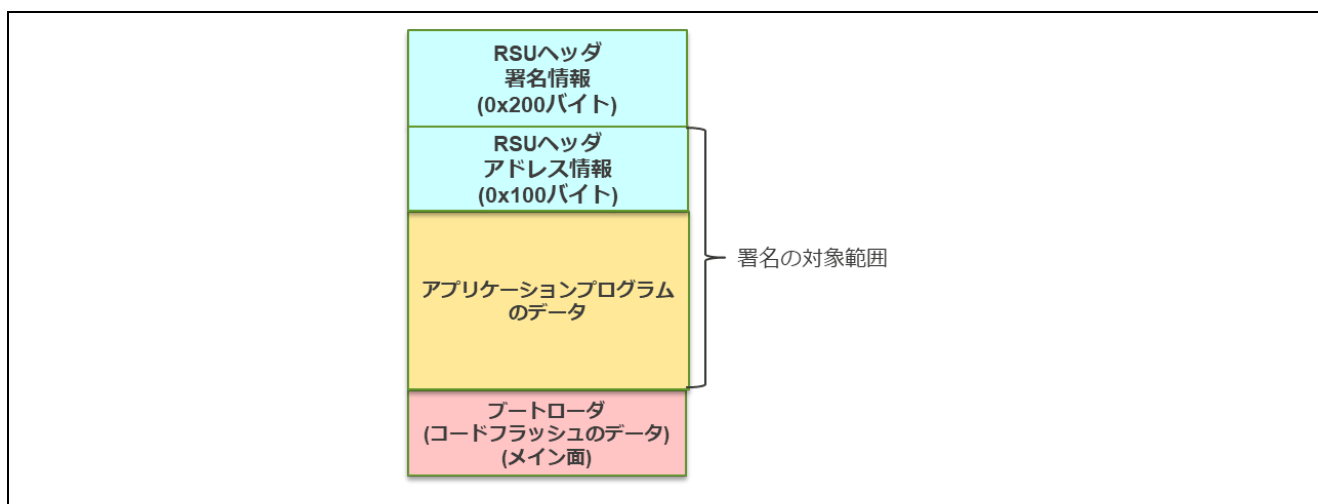 RSUヘッダ
署名情報
(0x200バイト)
RSUヘッダ
アドレス情報
(0x100バイト)
アプリケーションプログラム
のデータ
署名の対象範囲
ブートローダ
(コードフラッシュのデータ)
(メイン面)